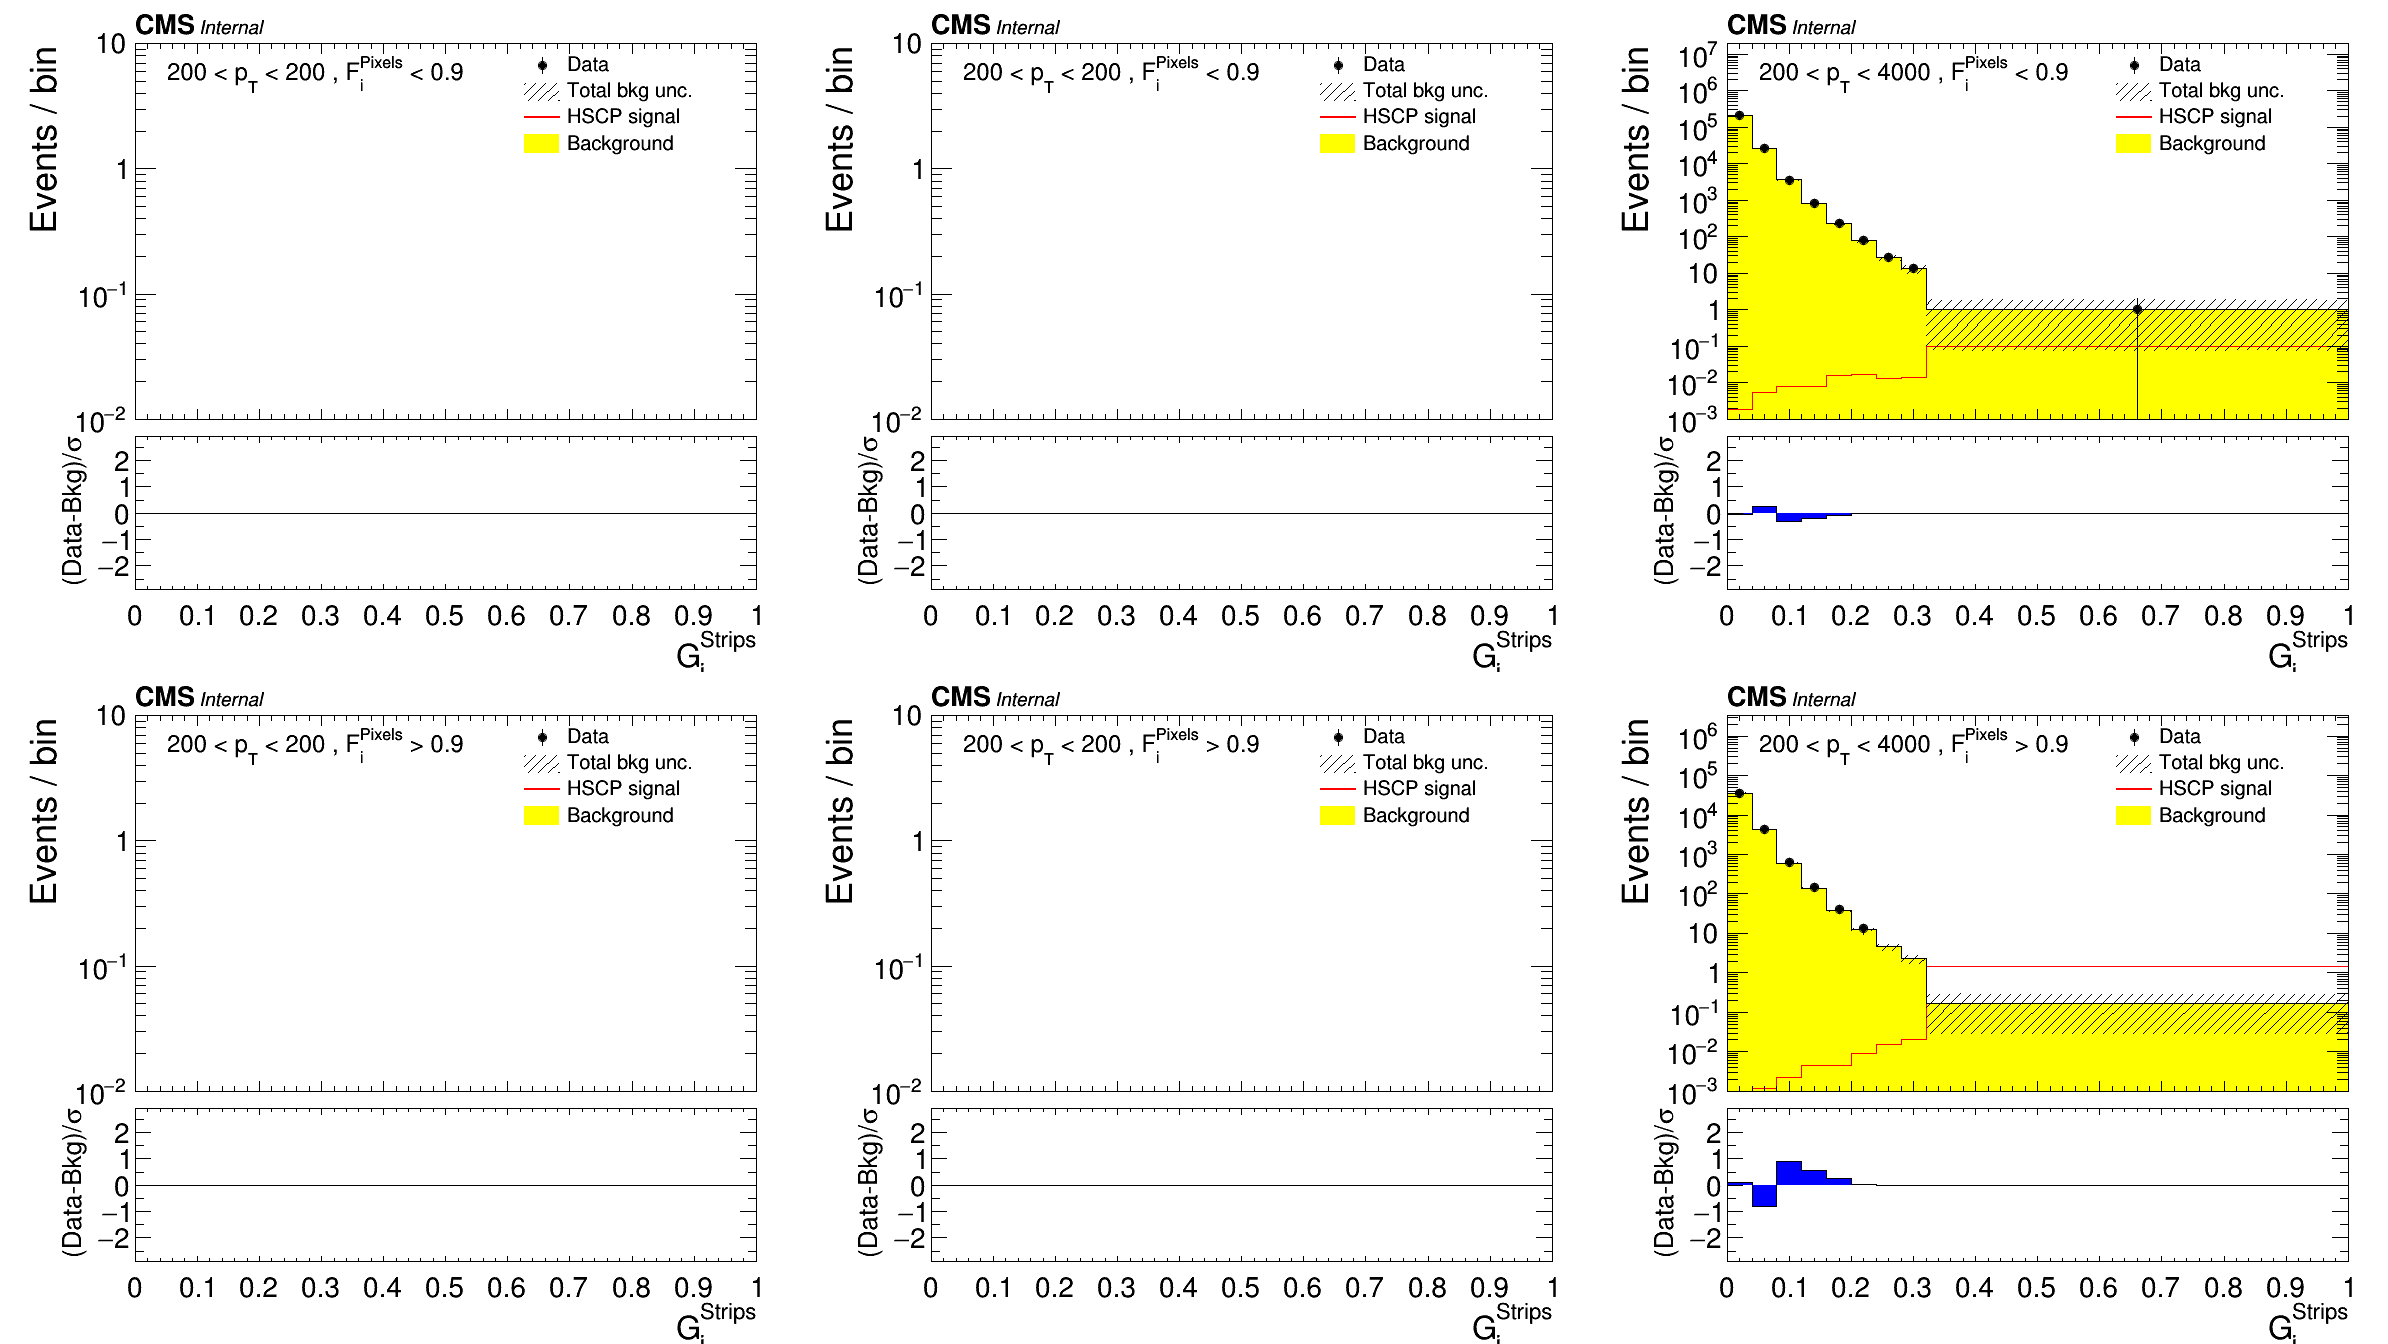 CMS Internal
Events / bin
200 < p_T < 200 , F_i^Pixels < 0.9
Data
Total bkg unc.
HSCP signal
Background
10
1
10^−1
10^−2
(Data-Bkg)/σ
2
1
0
−1
−2
0 0.1 0.2 0.3 0.4 0.5 0.6 0.7 0.8 0.9 1
G_i^Strips
CMS Internal
Events / bin
200 < p_T < 200 , F_i^Pixels < 0.9
Data
Total bkg unc.
HSCP signal
Background
10
1
10^−1
10^−2
(Data-Bkg)/σ
2
1
0
−1
−2
0 0.1 0.2 0.3 0.4 0.5 0.6 0.7 0.8 0.9 1
G_i^Strips
CMS Internal
Events / bin
200 < p_T < 4000 , F_i^Pixels < 0.9
Data
Total bkg unc.
HSCP signal
Background
10^7
10^6
10^5
10^4
10^3
10^2
10
1
10^−1
10^−2
10^−3
(Data-Bkg)/σ
2
1
0
−1
−2
0 0.1 0.2 0.3 0.4 0.5 0.6 0.7 0.8 0.9 1
G_i^Strips
CMS Internal
Events / bin
200 < p_T < 200 , F_i^Pixels > 0.9
Data
Total bkg unc.
HSCP signal
Background
10
1
10^−1
10^−2
(Data-Bkg)/σ
2
1
0
−1
−2
0 0.1 0.2 0.3 0.4 0.5 0.6 0.7 0.8 0.9 1
G_i^Strips
CMS Internal
Events / bin
200 < p_T < 200 , F_i^Pixels > 0.9
Data
Total bkg unc.
HSCP signal
Background
10
1
10^−1
10^−2
(Data-Bkg)/σ
2
1
0
−1
−2
0 0.1 0.2 0.3 0.4 0.5 0.6 0.7 0.8 0.9 1
G_i^Strips
CMS Internal
Events / bin
200 < p_T < 4000 , F_i^Pixels > 0.9
Data
Total bkg unc.
HSCP signal
Background
10^6
10^5
10^4
10^3
10^2
10
1
10^−1
10^−2
10^−3
(Data-Bkg)/σ
2
1
0
−1
−2
0 0.1 0.2 0.3 0.4 0.5 0.6 0.7 0.8 0.9 1
G_i^Strips